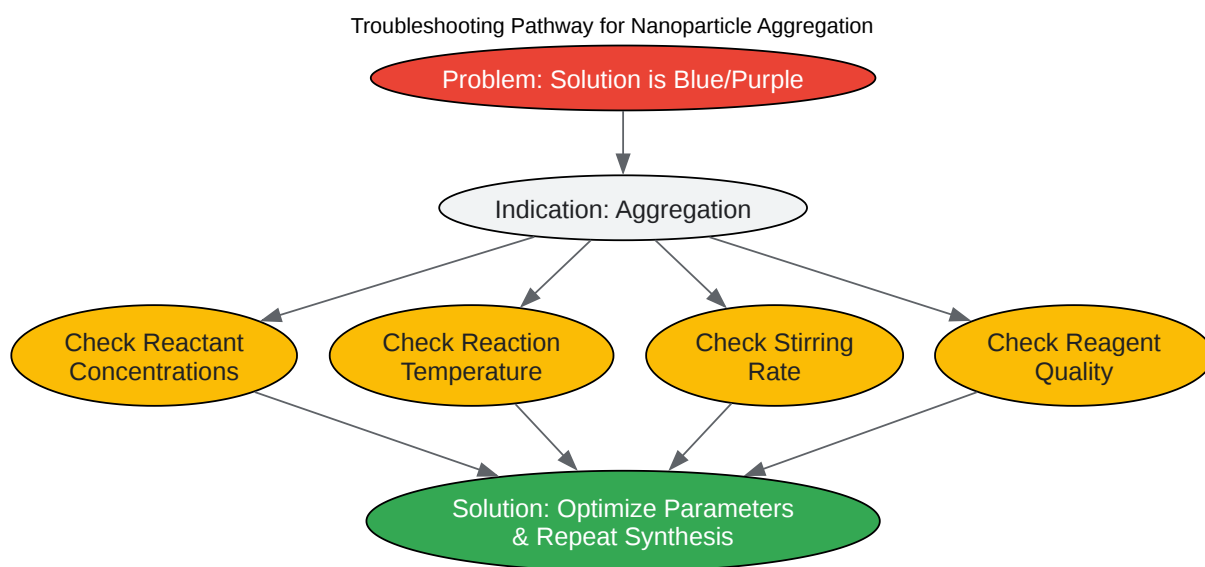 Troubleshooting Pathway for Nanoparticle Aggregation
Problem: Solution is Blue/Purple
Indication: Aggregation
Check Reactant
Concentrations
Check Reaction
Temperature
Check Stirring
Rate
Check Reagent
Quality
Solution: Optimize Parameters
& Repeat Synthesis